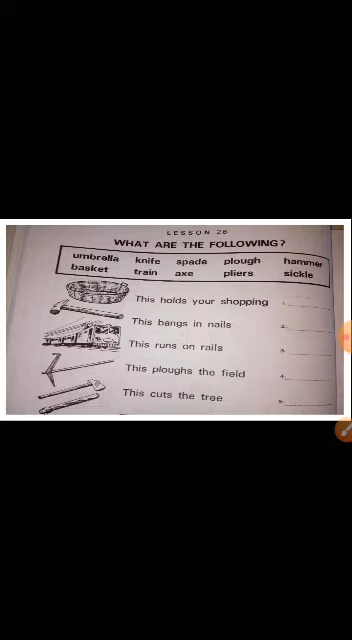 LESSON 26
WHAT ARE THE FOLLOWING?
umbrella knife spade plough hammer
basket train axe pliers sickle
This holds your shopping 1.
This bangs in nails 2.
This runs on rails 3.
This ploughs the field 4.
This cuts the tree 5.